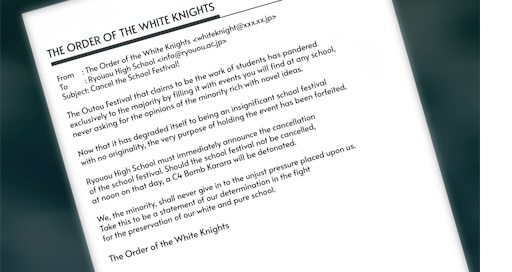 THE ORDER OF THE WHITE KNIGHTS
From : The Order of the White Knights <whiteknight@xxx.xx.jp>
To : Ryouou High School <info@ryouou.ac.jp>
Subject: Cancel the School Festival!
The Outou Festival that claims to be the work of students has pandered
exclusively to the majority by filling it with events you will find at any school,
never asking for the opinions of the minority rich with novel ideas.
Now that it has degraded itself to being an insignificant school festival
with no originality, the very purpose of holding the event has been forfeited.
Ryouou High School must immediately announce the cancellation
of the school festival. Should the school festival not be cancelled,
at noon on that day, a C4 Bomb Karara will be detonated.
We, the minority, shall never give in to the unjust pressure placed upon us.
Take this to be a statement of our determination in the fight
for the preservation of our white and pure school.
The Order of the White Knights